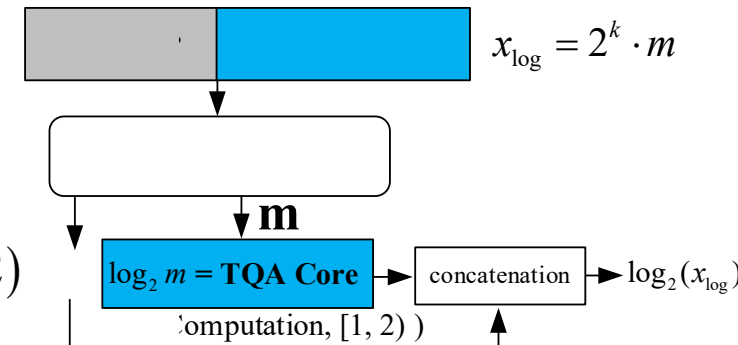 x_log = 2^k · m
m
)
log₂ m = TQA Core
concatenation
log₂(x_log)
omputation, [1, 2) )